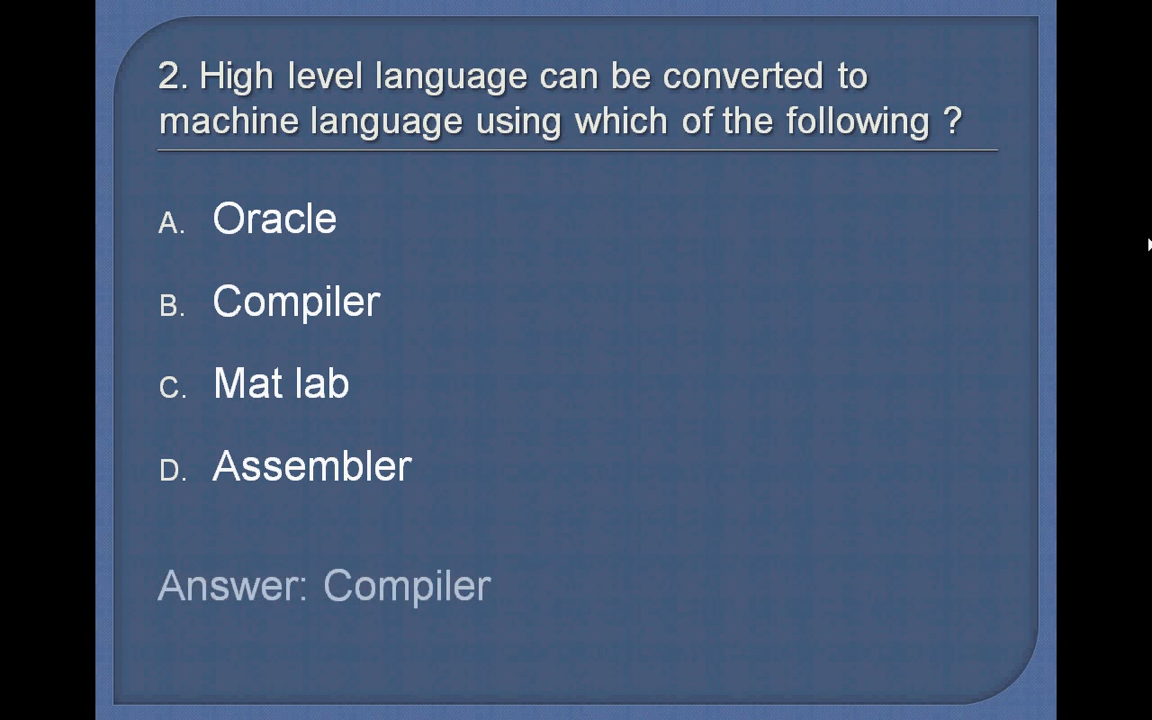 2. High level language can be converted to
machine language using which of the following ?
A. Oracle
B. Compiler
C. Mat lab
D. Assembler
Answer: Compiler